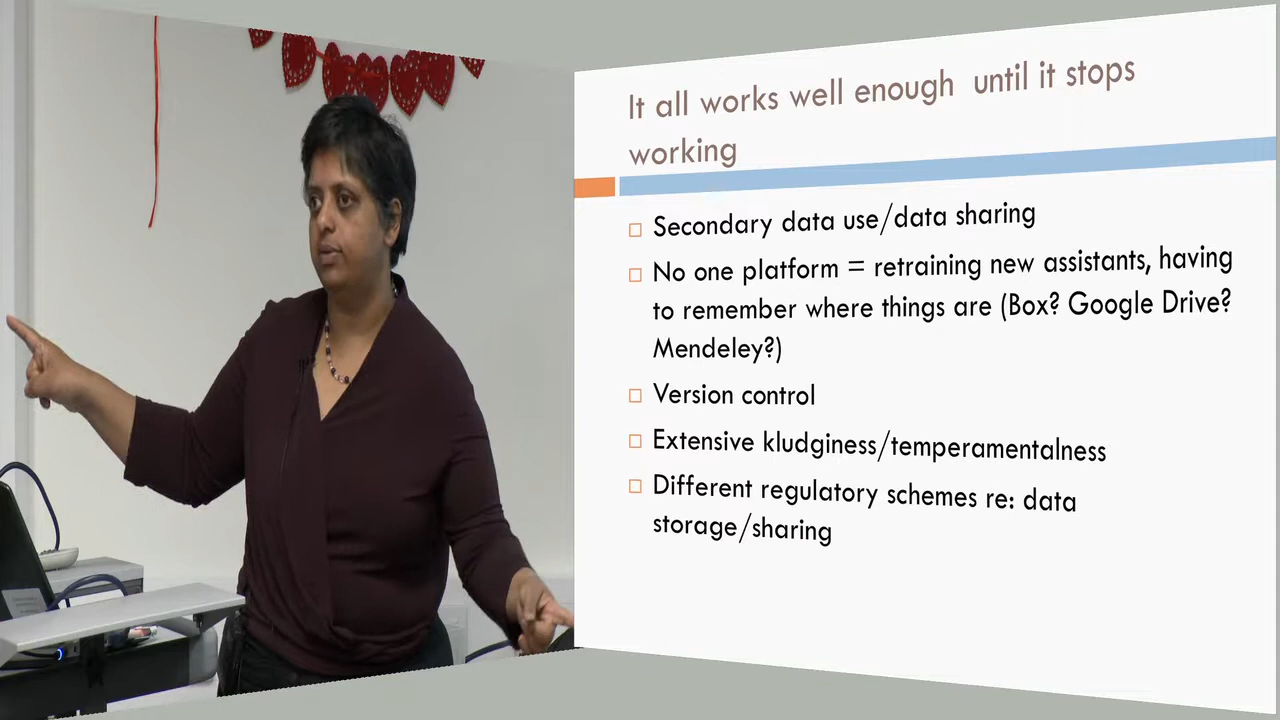 It all works well enough until it stops
working
Secondary data use/data sharing
No one platform = retraining new assistants, having
to remember where things are (Box? Google Drive?
Mendeley?)
Version control
Extensive kludginess/temperamentalness
Different regulatory schemes re: data
storage/sharing